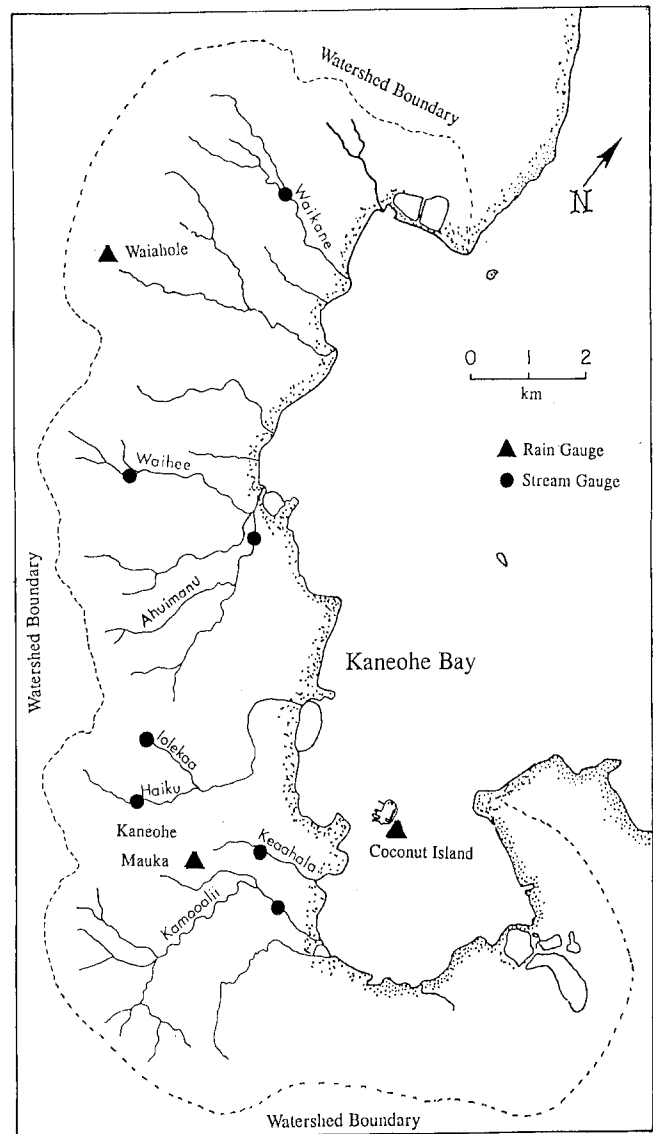 Watershed Boundary
N
Waikane
Waiahole
0 1 2
km
Rain Gauge
Stream Gauge
Waihee
Ahuimanu
Watershed Boundary
Kaneohe Bay
Iolekaa
Haiku
Kaneohe
Mauka
Keaahala
Coconut Island
Kamooalii
Watershed Boundary